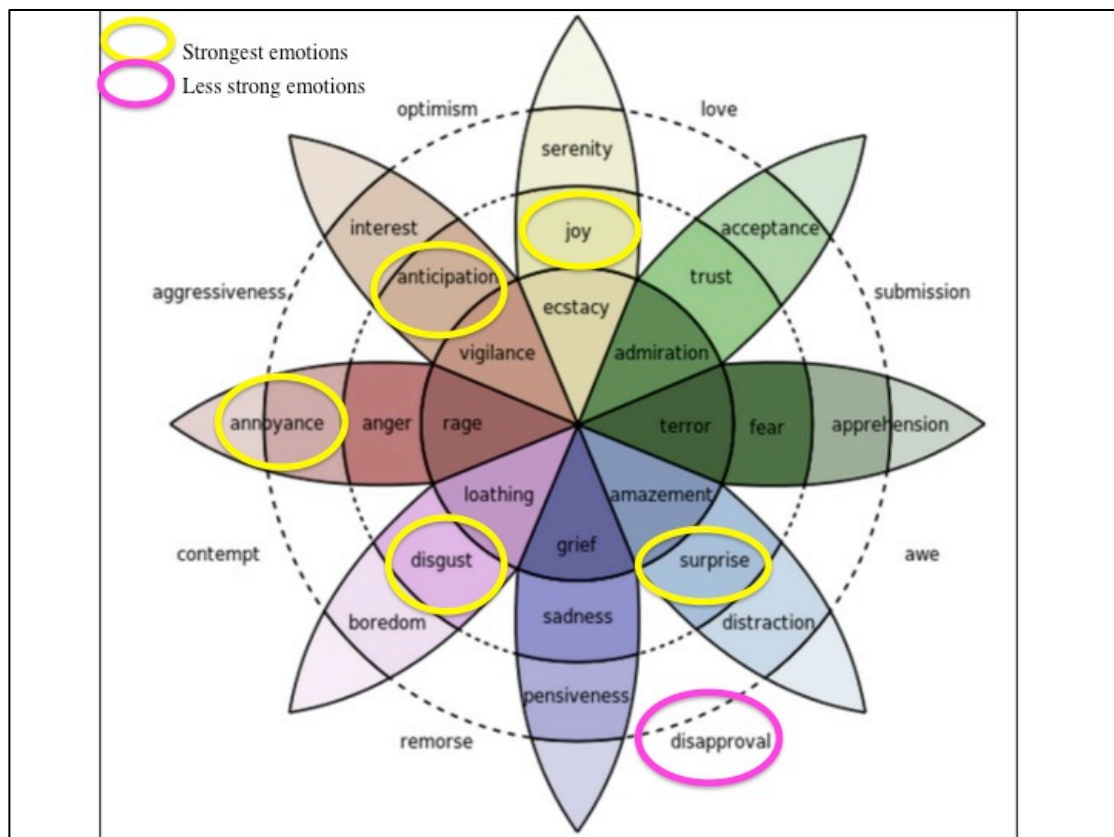 Strongest emotions
Less strong emotions
optimism
love
serenity
interest
acceptance
joy
anticipation
trust
aggressiveness
submission
ecstacy
vigilance
admiration
annoyance
anger
rage
terror
fear
apprehension
loathing
amazement
contempt
disgust
grief
surprise
awe
boredom
sadness
distraction
pensiveness
remorse
disapproval